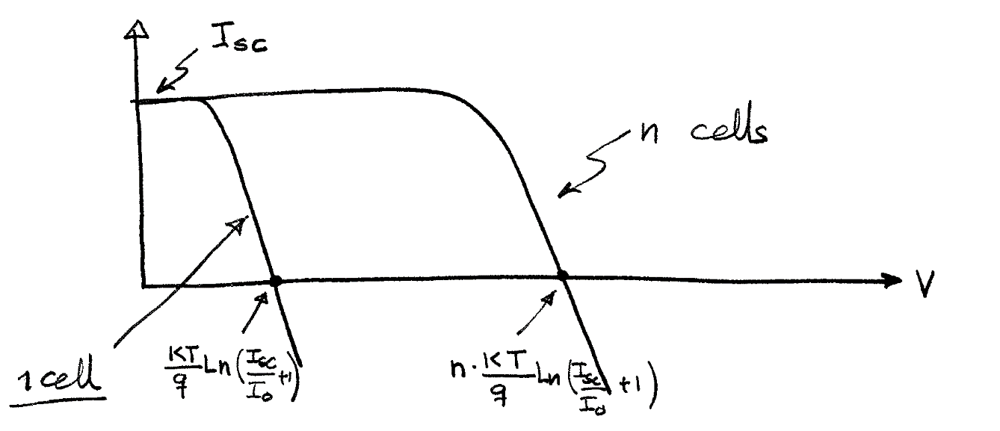 Isc
n cells
V
1 cell
KT/q Ln (Isc/Io +1)
n · KT/q Ln (Isc/Io +1)